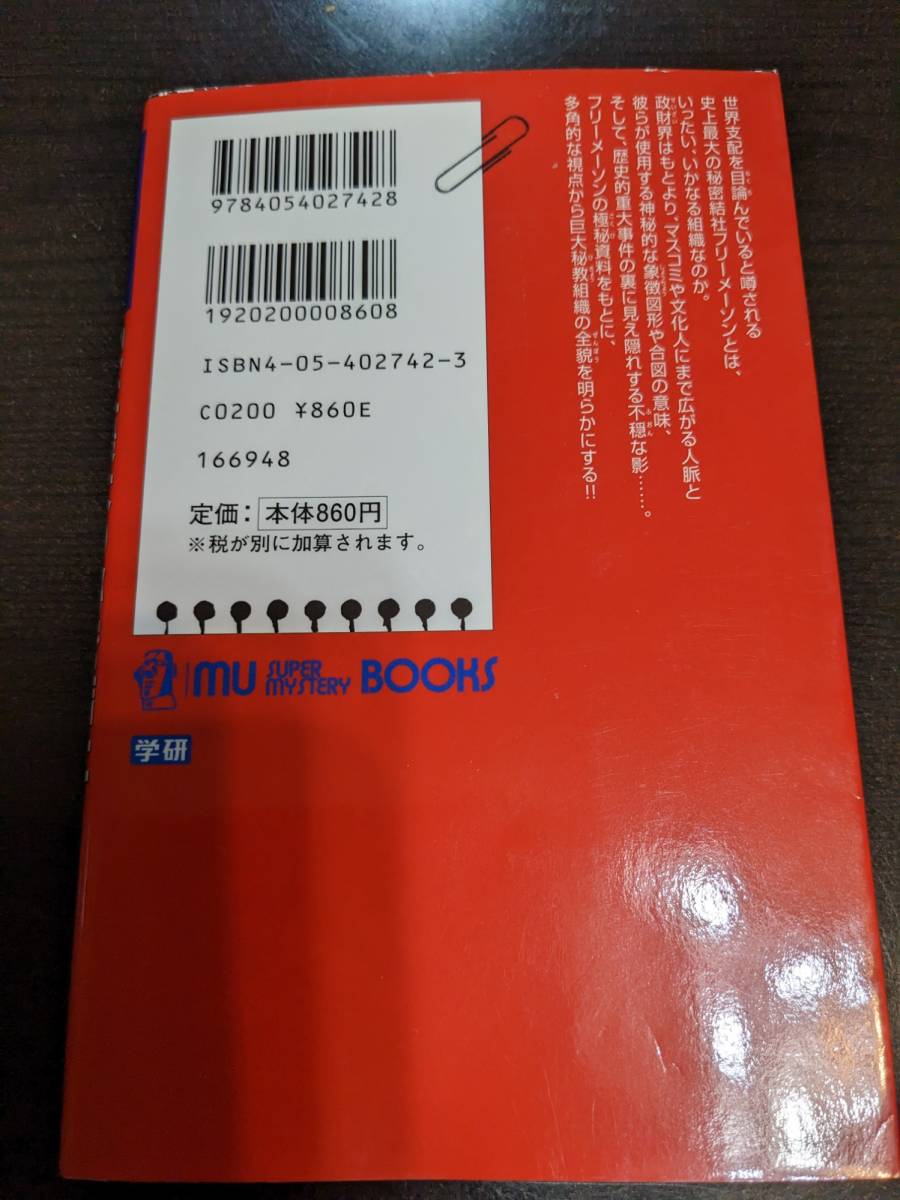 世界支配を目論んでいると噂される
史上最大の秘密結社フリーメーソンとは、
いったい、いかなる組織なのか。
政財界はもとより、マスコミや文化人にまで広がる人脈と
彼らが使用する神秘的な象徴図形や合図の意味、
そして、歴史的重大事件の裏に見え隠れする不穏な影……。
フリーメーソンの極秘資料をもとに、
多角的な視点から巨大秘教組織の全貌を明らかにする!!
9784054027428
1920200008608
ISBN4-05-402742-3
C0200 ¥860E
166948
定価：本体860円
※税が別に加算されます。
MU SUPER MYSTERY BOOKS
学研